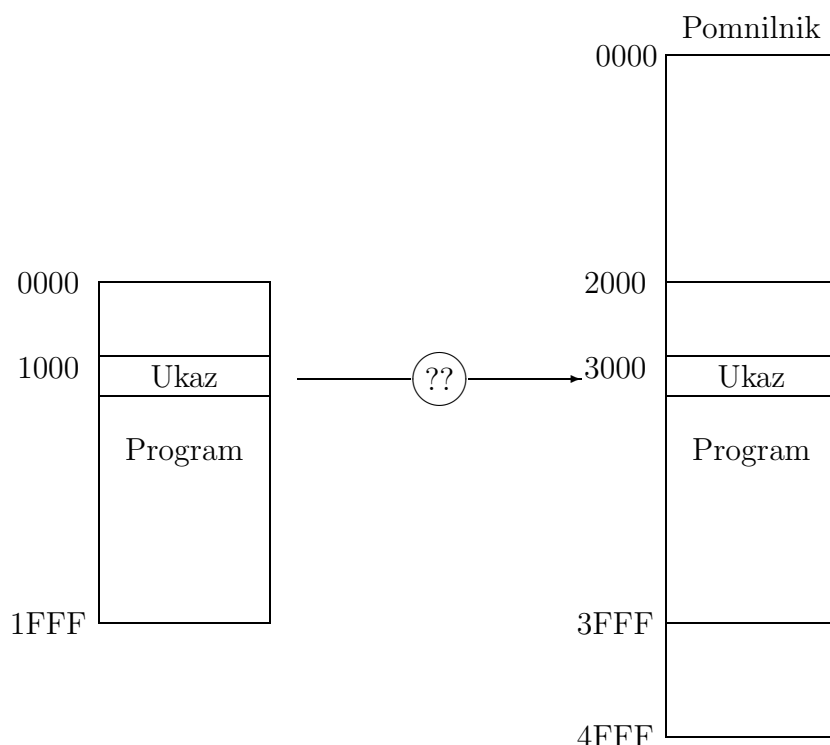 Pomnilnik
0000
0000
2000
1000
Ukaz
??
3000
Ukaz
Program
Program
1FFF
3FFF
4FFF